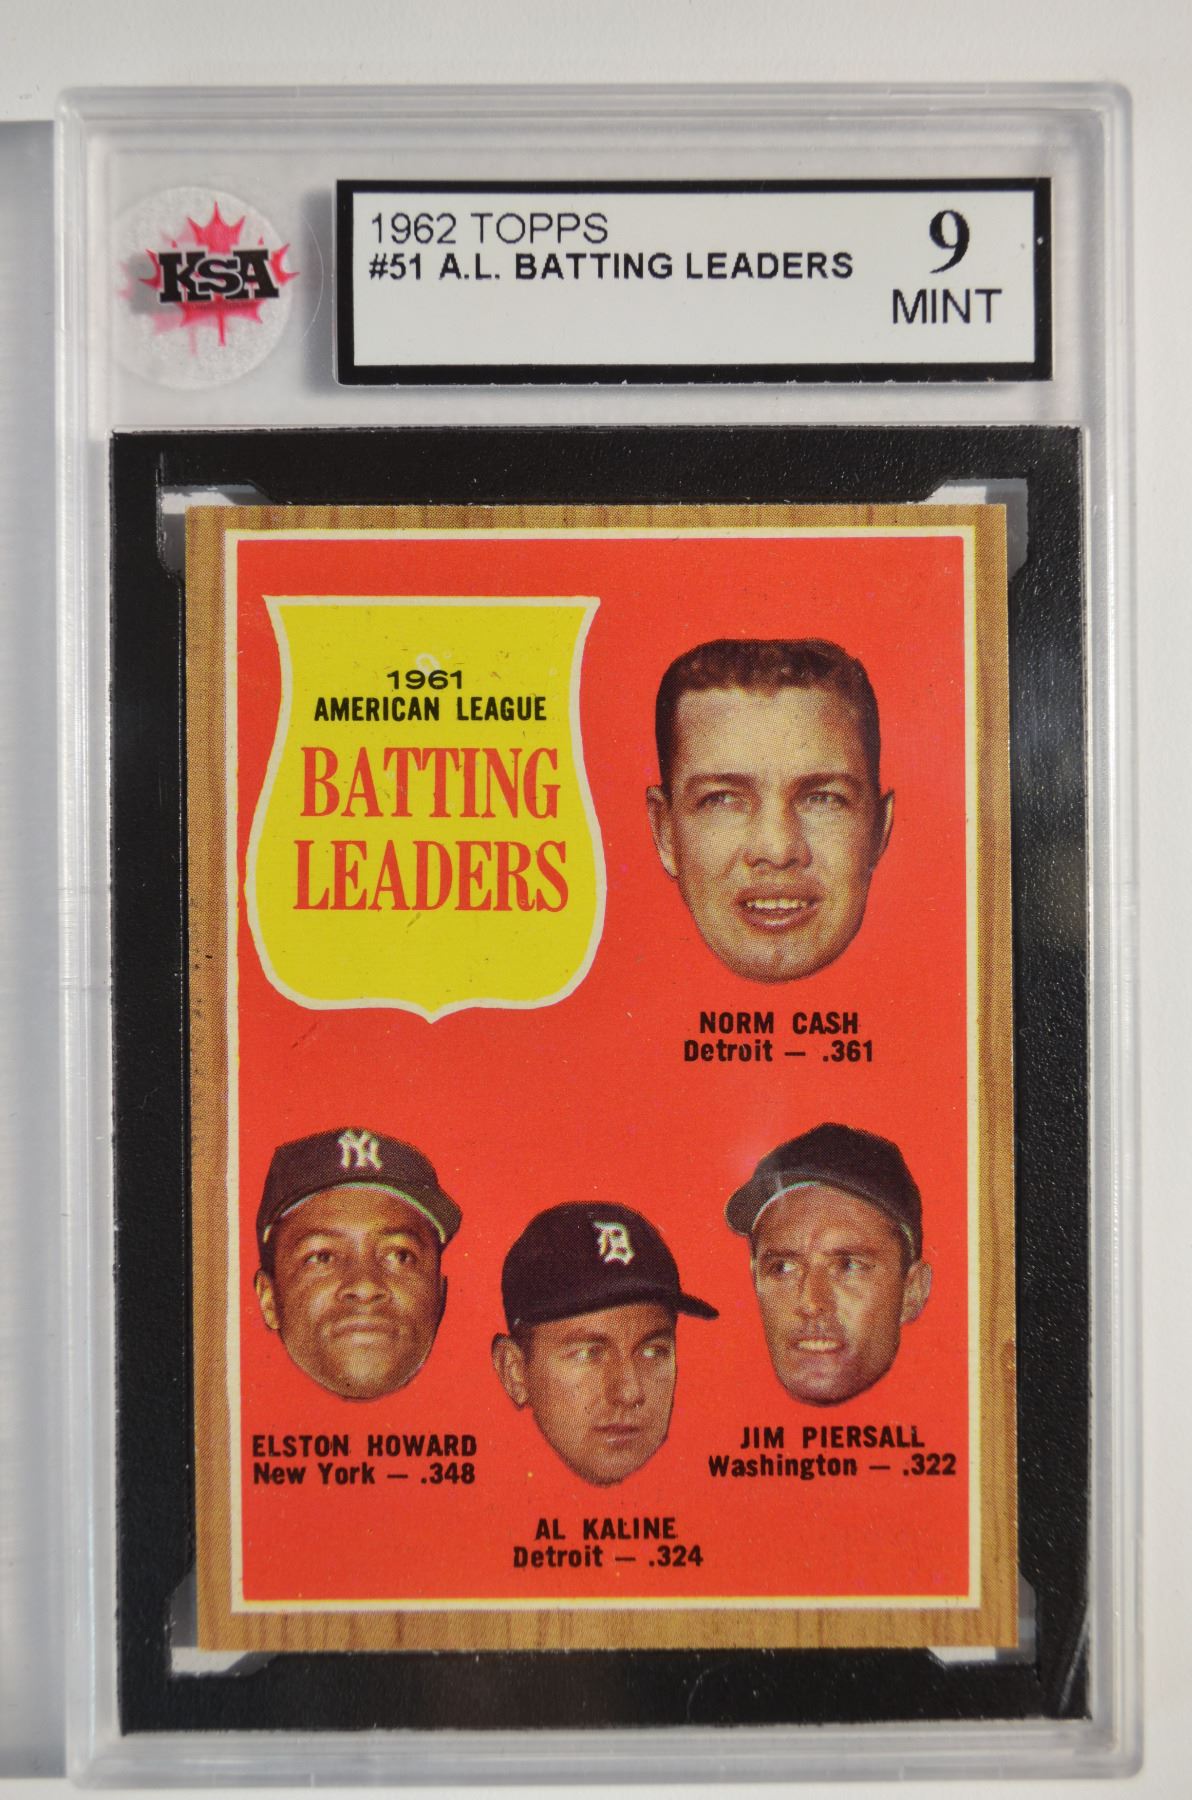 KSA
1962 TOPPS
#51 A.L. BATTING LEADERS
9
MINT
1961
AMERICAN LEAGUE
BATTING
LEADERS
NORM CASH
Detroit — .361
NY
ELSTON HOWARD
New York — .348
D
AL KALINE
Detroit — .324
JIM PIERSALL
Washington — .322